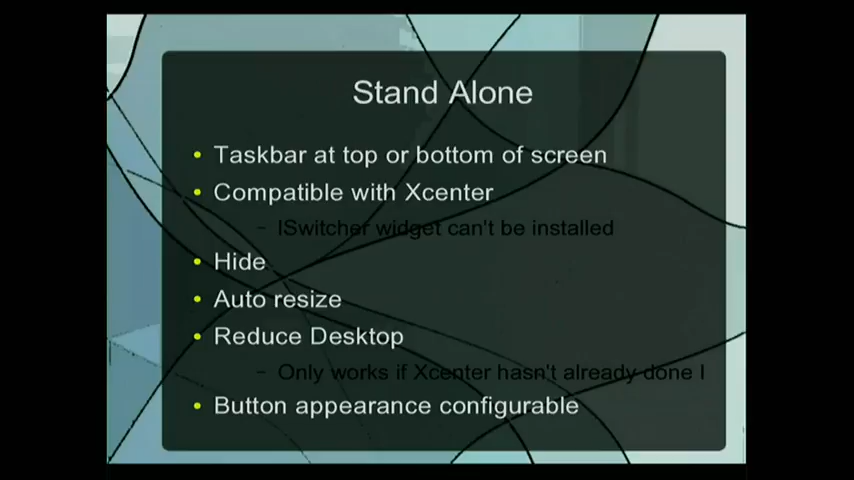 Stand Alone
• Taskbar at top or bottom of screen
• Compatible with Xcenter
– ISwitcher widget can't be installed
• Hide
• Auto resize
• Reduce Desktop
– Only works if Xcenter hasn't already done I
• Button appearance configurable